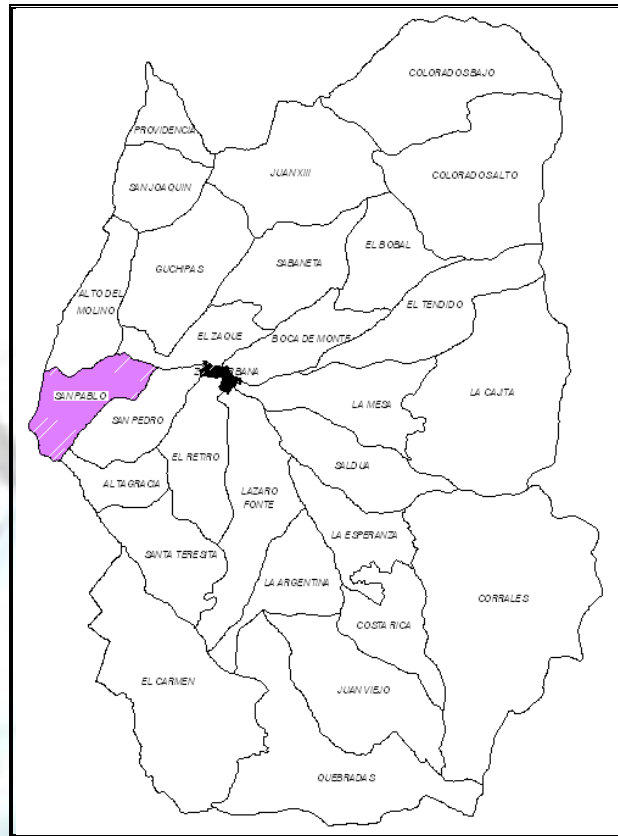 COLORADOS BAJO
PROVIDENCIA
JUAN XIII
COLORADOS ALTO
SAN JOAQUIN
EL BOBAL
SABANETA
GUCHIPAS
ALTO DEL
MOLINO
EL TENDIDO
EL ZAQUE
BOCA DE MONTE
LA CAJITA
SAN PABLO
LA MESA
SAN PEDRO
EL RETIRO
SALDUA
ALTAGRACIA
LAZARO
FONTE
LA ESPERANZA
SANTA TERESITA
LA ARGENTINA
CORRALES
COSTA RICA
EL CARMEN
JUAN VIEJO
QUEBRADAS